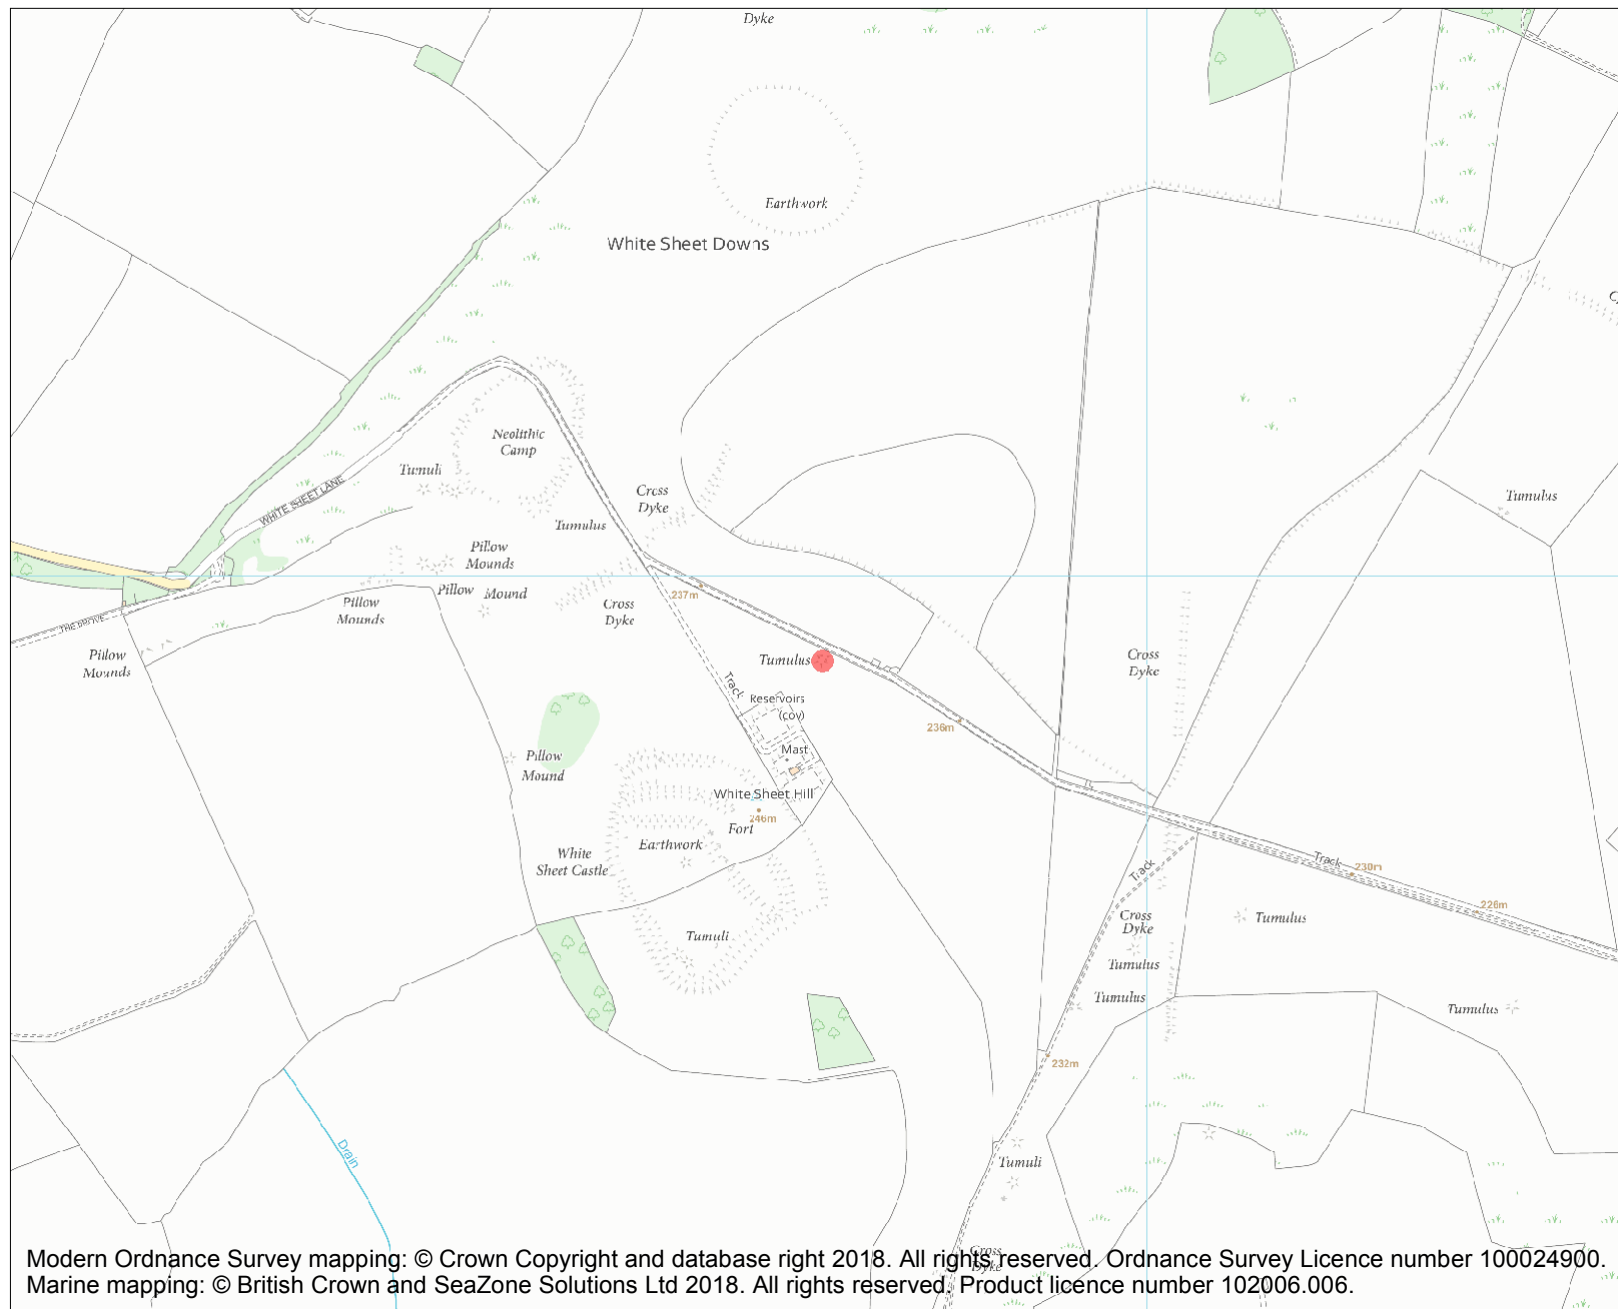 Dyke
Earthwork
White Sheet Downs
Neolithic
Camp
Tumuli
WHITE SHEET LANE
Cross
Dyke
Tumulus
Tumulus
Pillow
Mounds
Pillow Mound
237m
Cross
Dyke
Pillow
Mounds
THE DROVE
Pillow
Mounds
Tumulus
Cross
Dyke
Track
Reservoirs
(cov)
236m
Mast
Pillow
Mound
White Sheet Hill
246m
Fort
Earthwork
White
Sheet Castle
Track
Track
230m
226m
Cross
Dyke
Tumulus
Tumuli
Tumulus
Tumulus
Tumulus
232m
Drain
Tumuli
Cross
Dyke
Modern Ordnance Survey mapping: © Crown Copyright and database right 2018. All rights reserved. Ordnance Survey Licence number 100024900.
Marine mapping: © British Crown and SeaZone Solutions Ltd 2018. All rights reserved. Product licence number 102006.006.